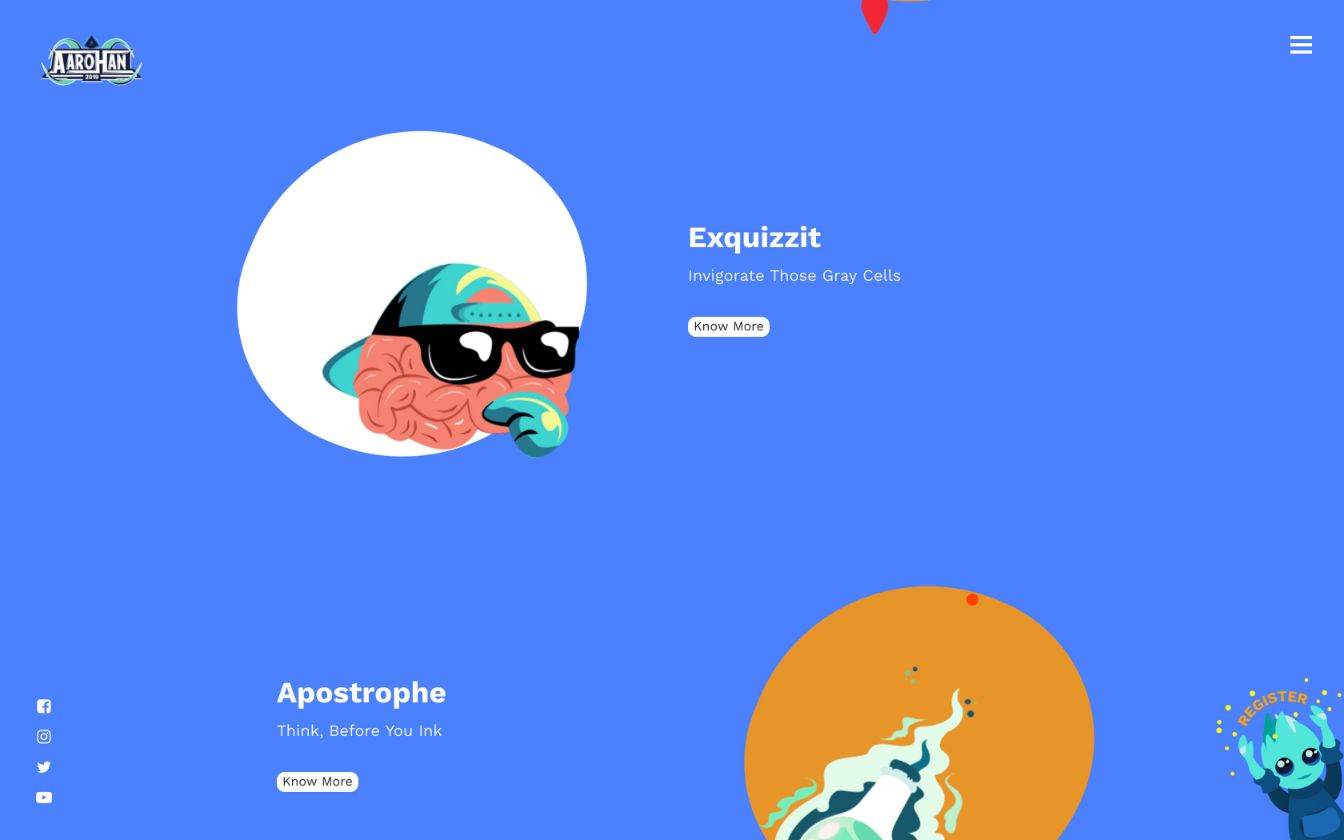 AAROHAN
2019
Exquizzit
Invigorate Those Gray Cells
Know More
Apostrophe
Think, Before You Ink
Know More
REGISTER